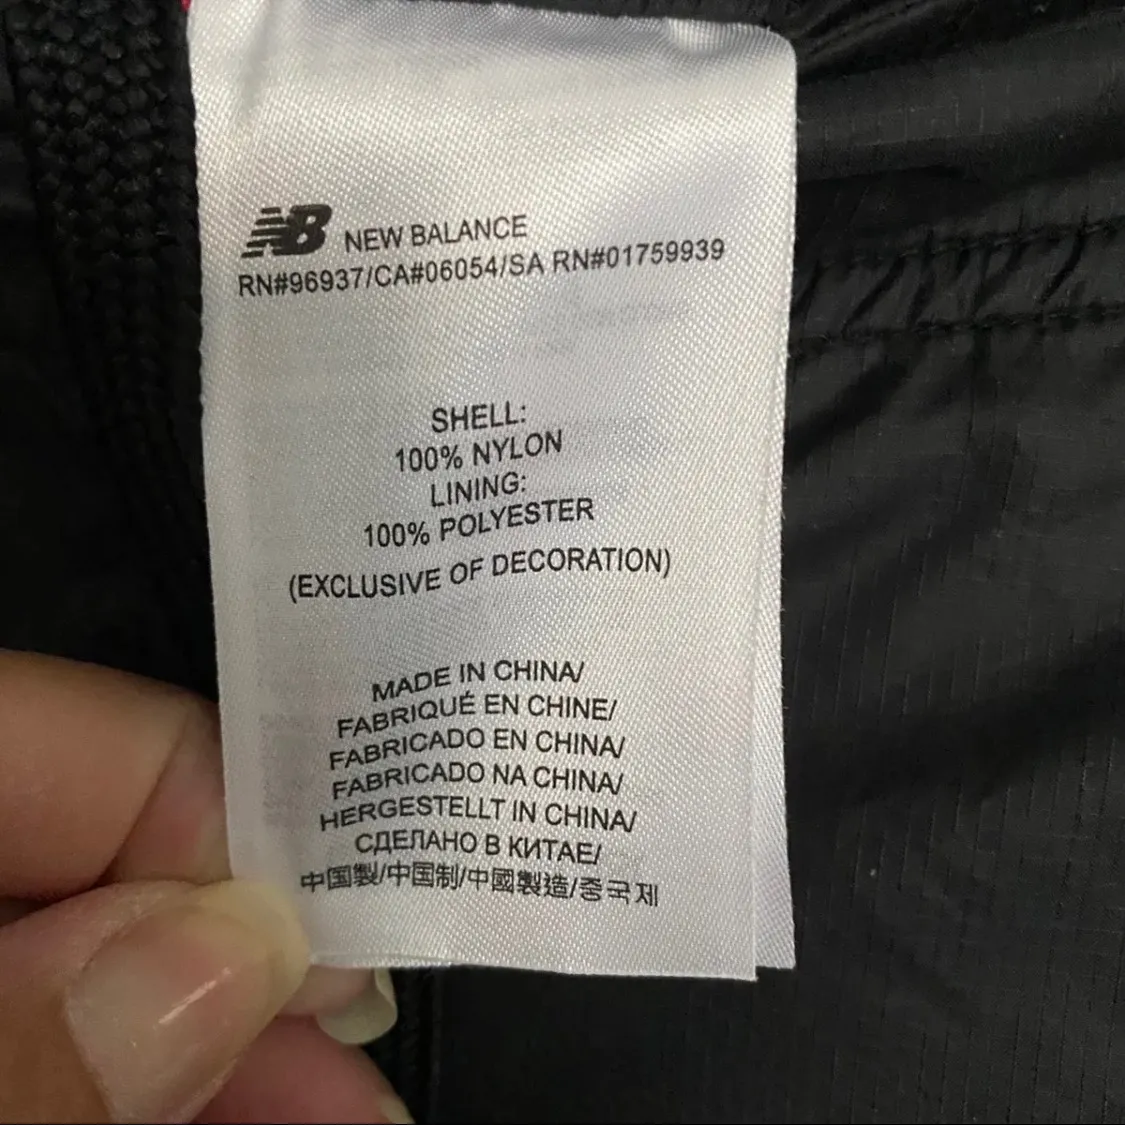 NB NEW BALANCE
RN#96937/CA#06054/SA RN#01759939
SHELL:
100% NYLON
LINING:
100% POLYESTER
(EXCLUSIVE OF DECORATION)
MADE IN CHINA/
FABRIQUÉ EN CHINE/
FABRICADO EN CHINA/
FABRICADO NA CHINA/
HERGESTELLT IN CHINA/
СДЕЛАНО В КИТАЕ/
中国製/中国制/中國製造/중국제